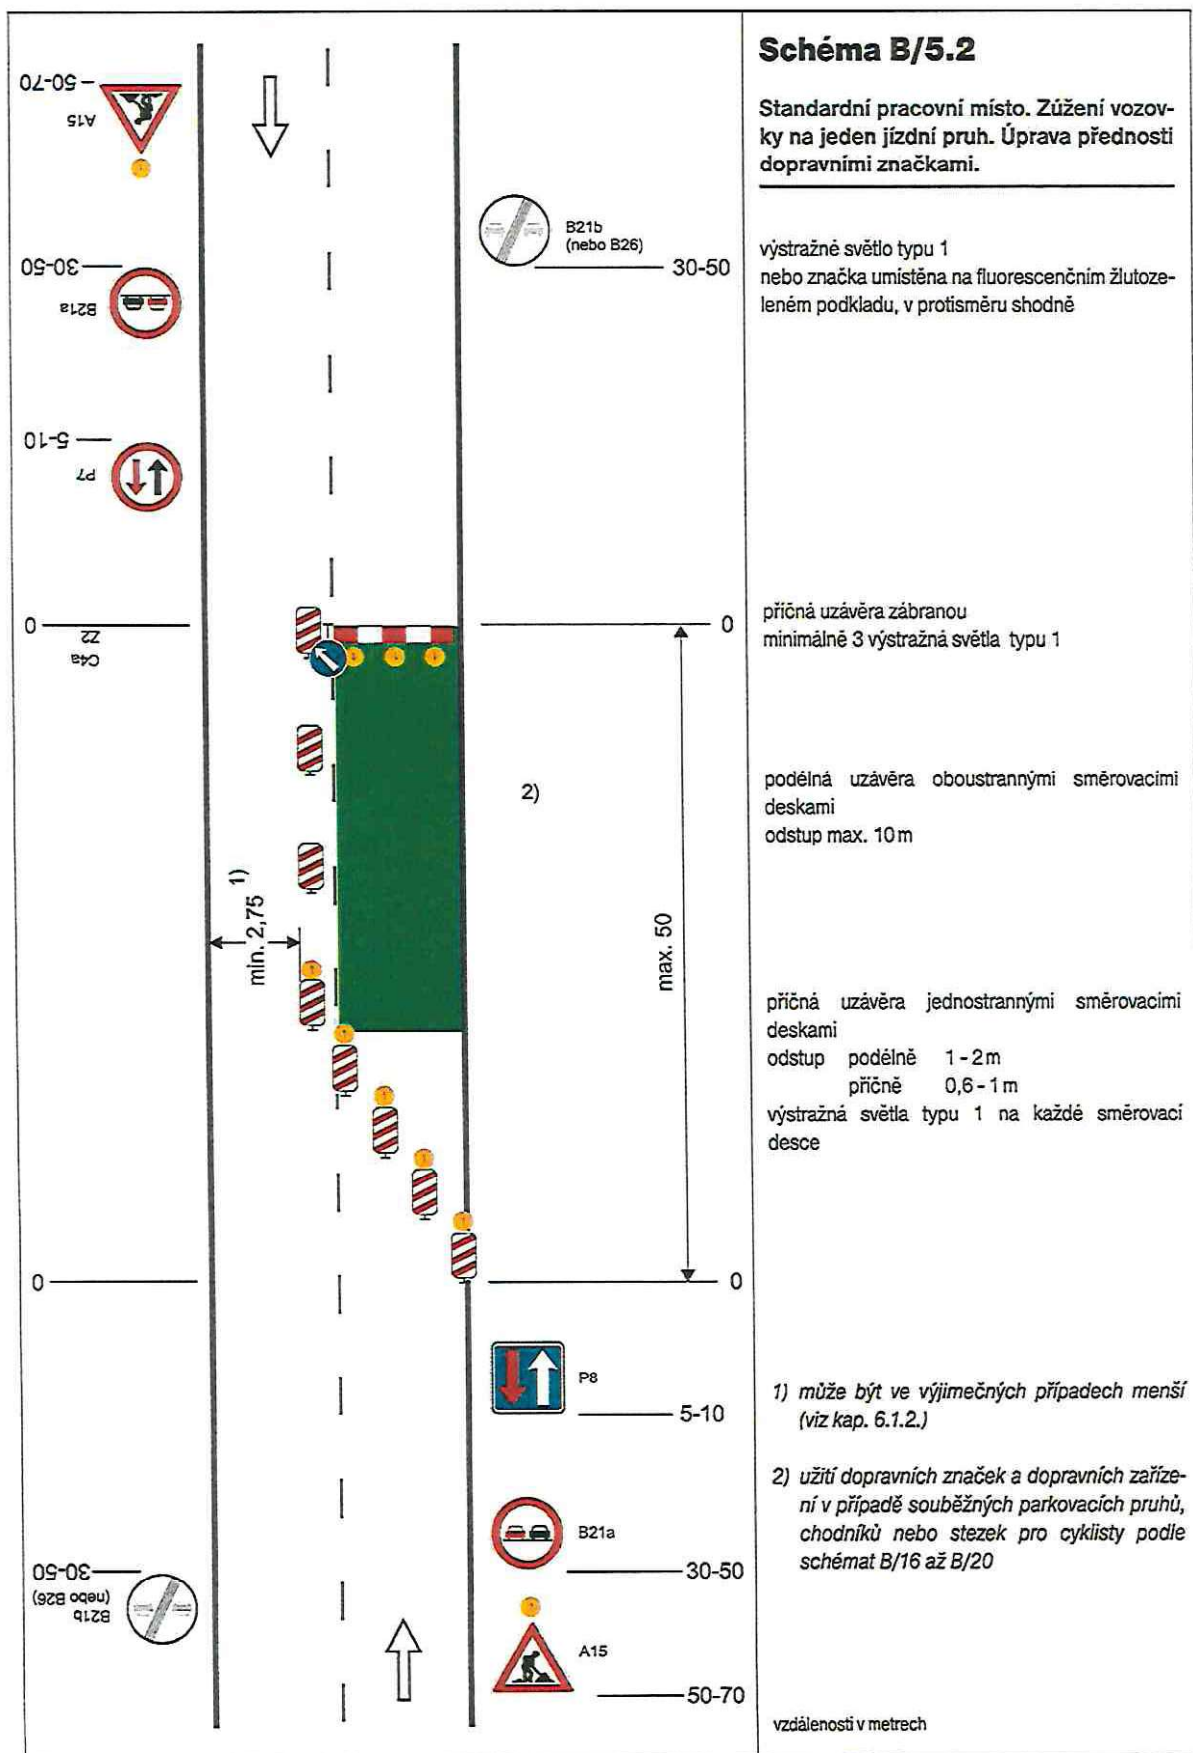 Schéma B/5.2
Standardní pracovní místo. Zúžení vozov-
ky na jeden jízdní pruh. Úprava přednosti
dopravními značkami.
50-70
A15
B21b
(nebo B26)
30-50
výstražné světlo typu 1
nebo značka umístěna na fluorescenčním žlutoze-
leném podkladu, v protisměru shodně
30-50
B21a
5-10
P7
0
Z2
C4a
0
příčná uzávěra zábranou
minimálně 3 výstražná světla typu 1
2)
podélná uzávěra oboustrannými směrovacími
deskami
odstup max. 10 m
min. 2,75 1)
max. 50
příčná uzávěra jednostrannými směrovacími
deskami
odstup podélně 1 - 2 m
příčně 0,6 - 1 m
výstražná světla typu 1 na každé směrovací
desce
0
0
P8
5-10
1) může být ve výjimečných případech menší
(viz kap. 6.1.2.)
2) užití dopravních značek a dopravních zaříze-
ní v případě souběžných parkovacích pruhů,
chodníků nebo stezek pro cyklisty podle
schémat B/16 až B/20
B21a
30-50
30-50
B21b
(nebo B26)
A15
50-70
vzdálenosti v metrech